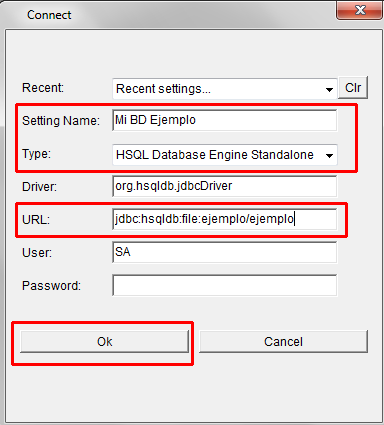 Connect
Recent: Recent settings... Clr
Setting Name: Mi BD Ejemplo
Type: HSQL Database Engine Standalone
Driver: org.hsqldb.jdbcDriver
URL: jdbc:hsqldb:file:ejemplo/ejemplo
User: SA
Password:
Ok Cancel